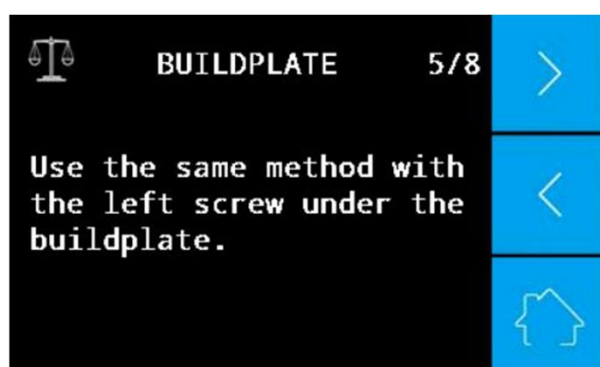 BUILDPLATE 5/8
Use the same method with
the left screw under the
buildplate.